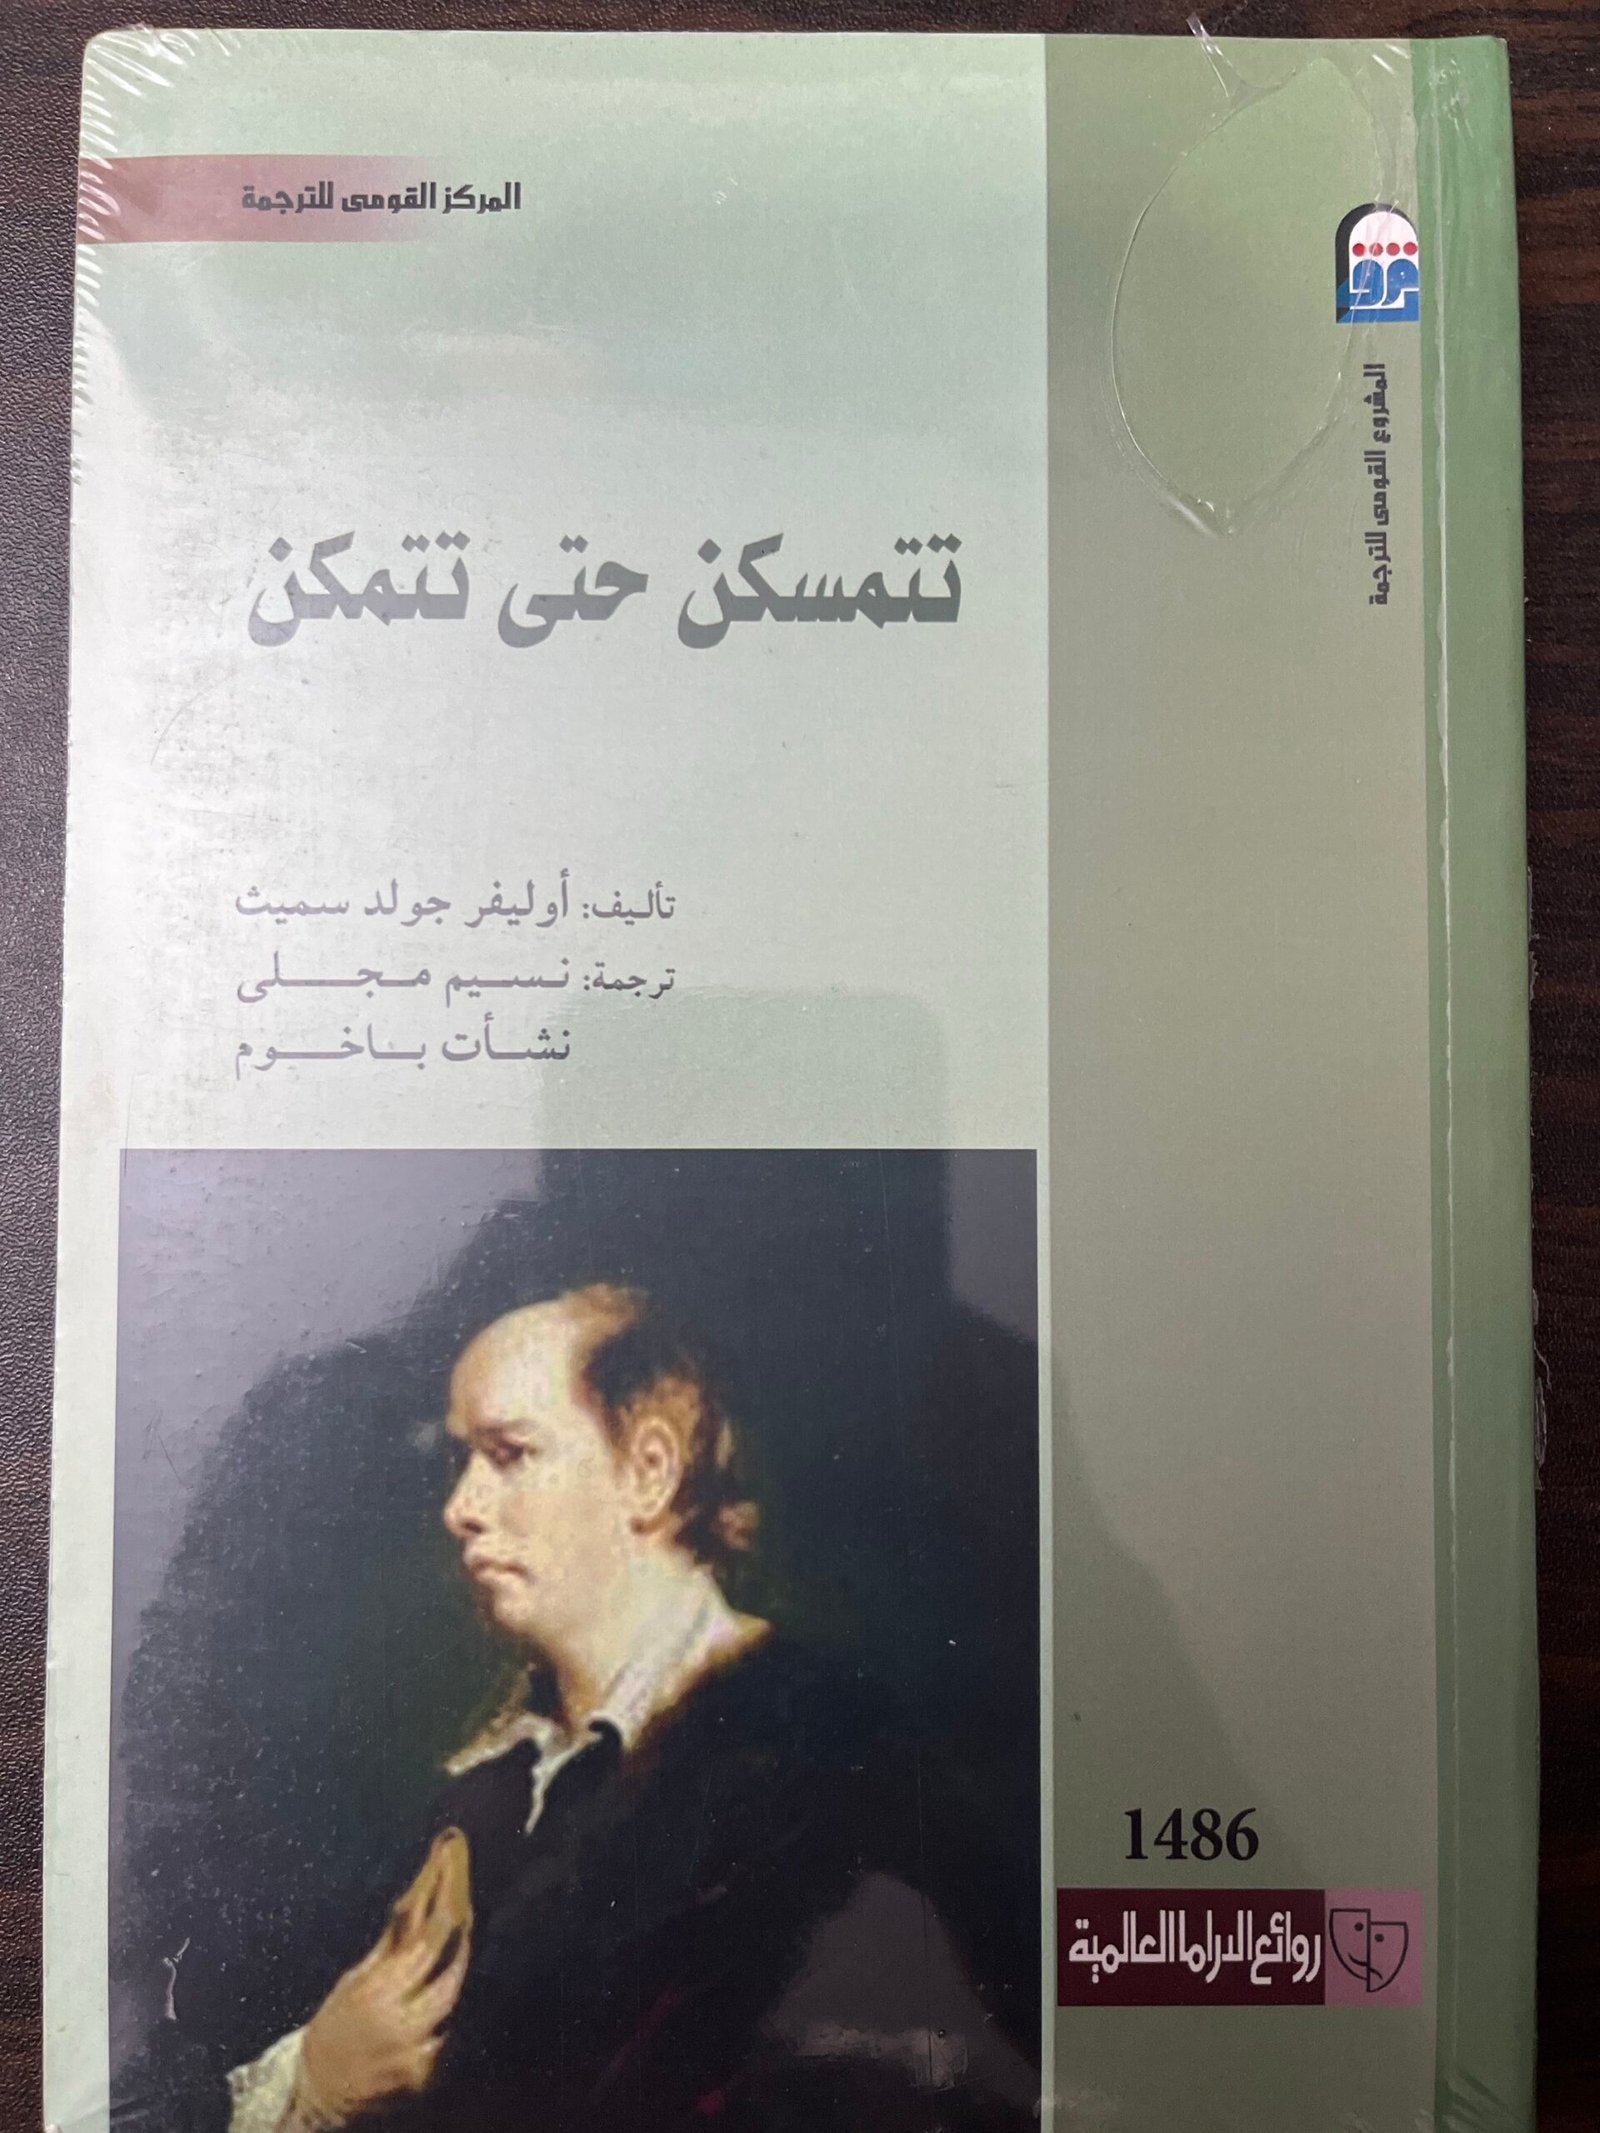 المركز القومى للترجمة
المشروع القومى للترجمة
تتمسكن حتى تتمكن
تأليف: أوليفر جولد سميث
ترجمة: نسيم مجلى
نشأت باخوم
1486
روائع الدراما العالمية